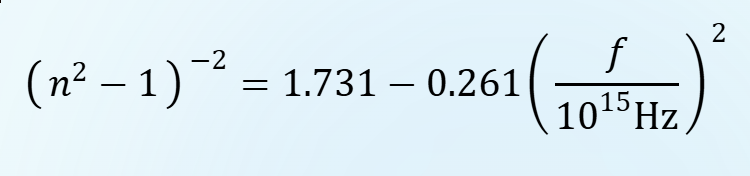 (n² − 1)⁻² = 1.731 − 0.261(f/10¹⁵Hz)²